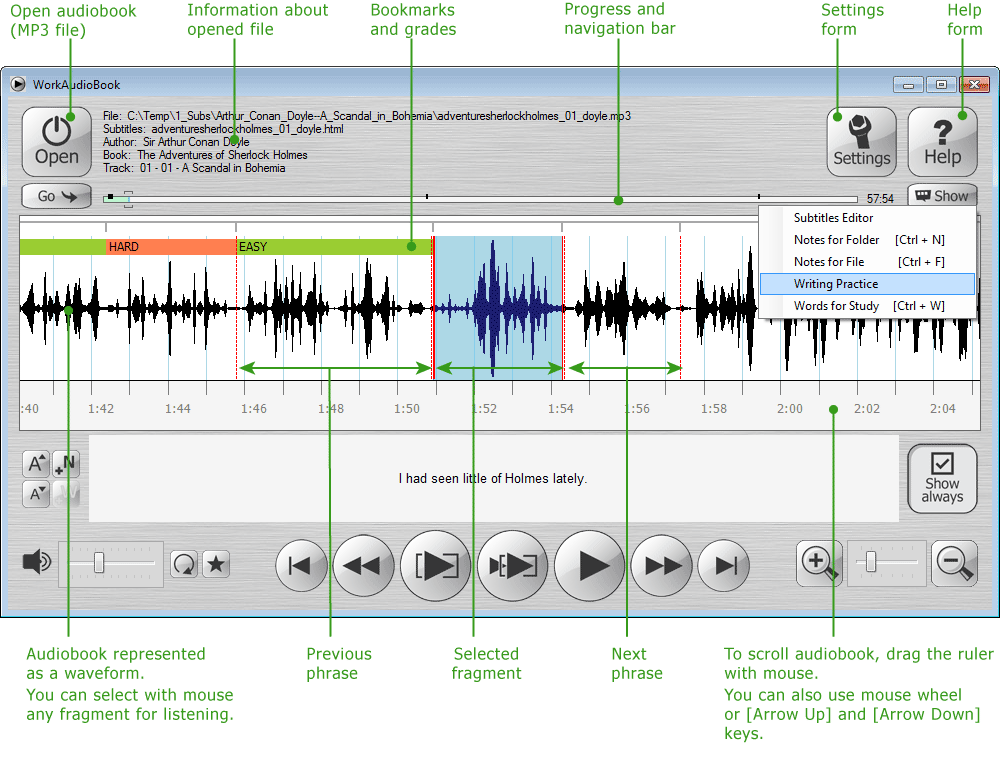 Open audiobook
(MP3 file)
Information about
opened file
Bookmarks
and grades
Progress and
navigation bar
Settings
form
Help
form
WorkAudioBook
Open
File: C:\Temp\1_Subs\Arthur_Conan_Doyle--A_Scandal_in_Bohemia\adventuresherlockholmes_01_doyle.mp3
Subtitles: adventuresherlockholmes_01_doyle.html
Author: Sir Arthur Conan Doyle
Book: The Adventures of Sherlock Holmes
Track: 01 - 01 - A Scandal in Bohemia
Settings
Help
Go
57:54
Show
Subtitles Editor
Notes for Folder [Ctrl + N]
Notes for File [Ctrl + F]
Writing Practice
Words for Study [Ctrl + W]
HARD
EASY
:40 1:42 1:44 1:46 1:48 1:50 1:52 1:54 1:56 1:58 2:00 2:02 2:04
A
+N
A
W
I had seen little of Holmes lately.
Show
always
Audiobook represented
as a waveform.
You can select with mouse
any fragment for listening.
Previous
phrase
Selected
fragment
Next
phrase
To scroll audiobook, drag the ruler
with mouse.
You can also use mouse wheel
or [Arrow Up] and [Arrow Down]
keys.